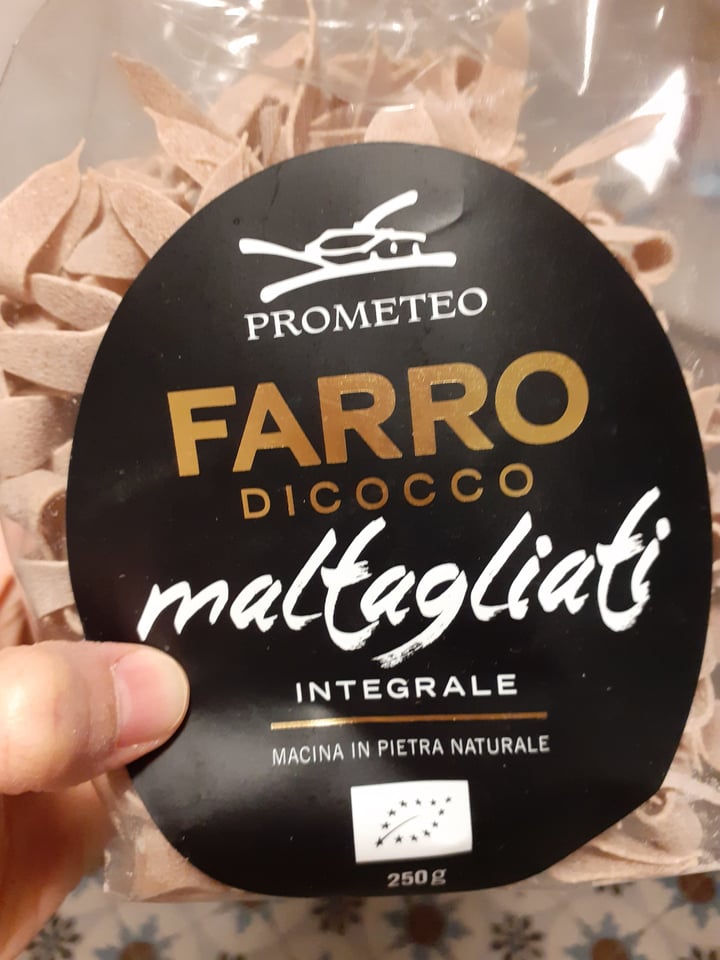 PROMETEO
FARRO
DICOCCO
maltagliati
INTEGRALE
MACINA IN PIETRA NATURALE
250g